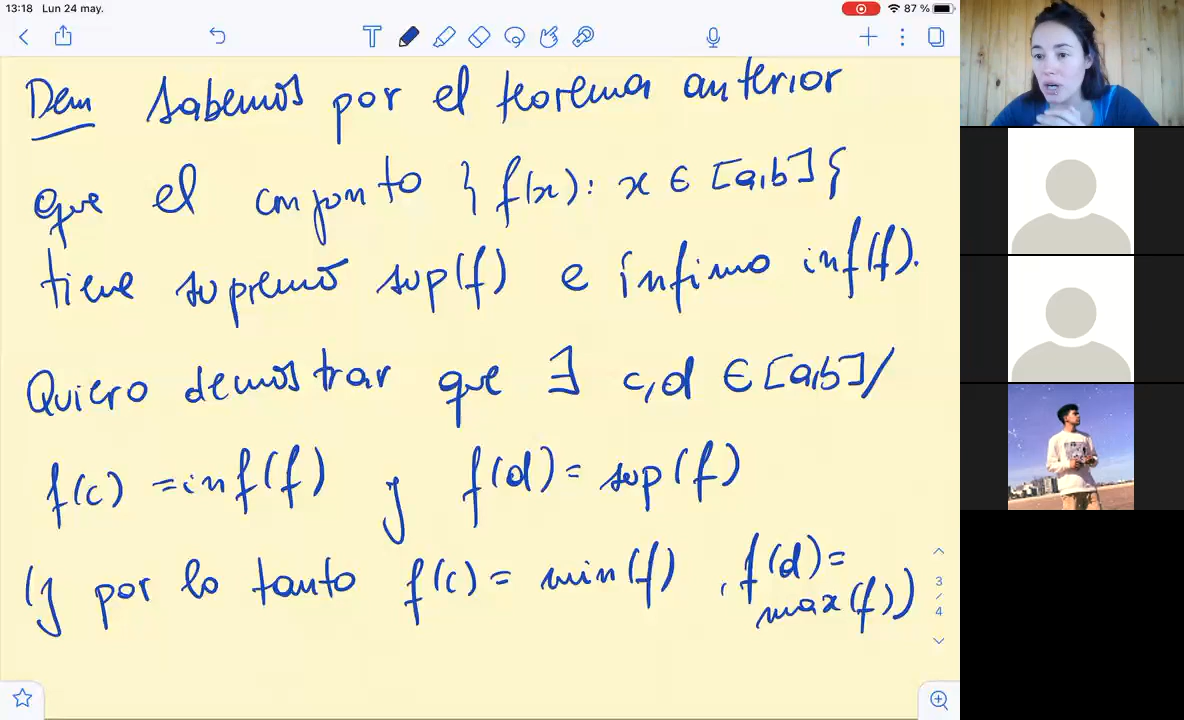 13:18 Lun 24 may. 87 %
Dem Sabemos por el teorema anterior
que el conjunto { f(x): x ∈ [a,b] }
tiene supremo sup(f) e ínfimo inf(f).
Quiero demostrar que ∃ c,d ∈ [a,b] /
f(c) = inf(f) y f(d) = sup(f)
(y por lo tanto f(c) = min(f), f(d) =
max(f))
3
/
4